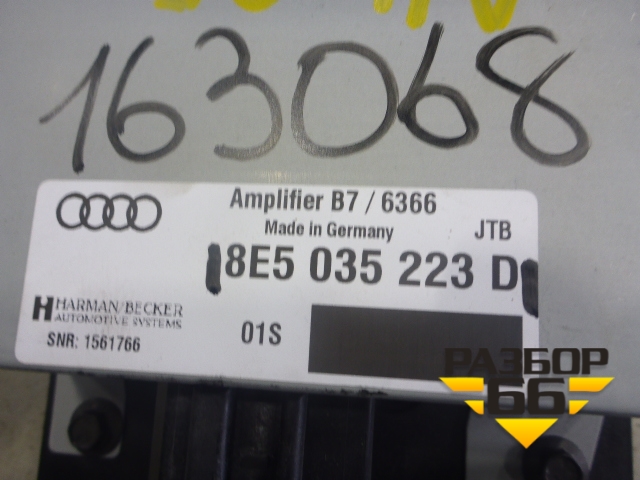 163068
Amplifier B7 / 6366
Made in Germany
JTB
8E5 035 223 D
HARMAN/BECKER
AUTOMOTIVE SYSTEMS
01S
SNR: 1561766
РАЗБОР
66